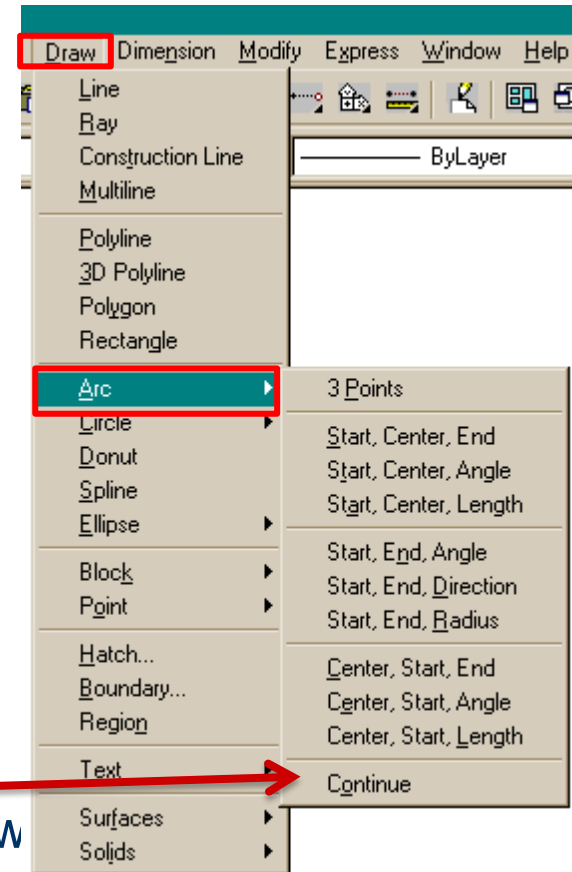 Draw Dimension Modify Express Window Help
Line
Ray
Construction Line
ByLayer
Multiline
Polyline
3D Polyline
Polygon
Rectangle
Arc
Circle
Donut
Spline
Ellipse
Block
Point
Hatch...
Boundary...
Region
Text
Surfaces
Solids
3 Points
Start, Center, End
Start, Center, Angle
Start, Center, Length
Start, End, Angle
Start, End, Direction
Start, End, Radius
Center, Start, End
Center, Start, Angle
Center, Start, Length
Continue
w